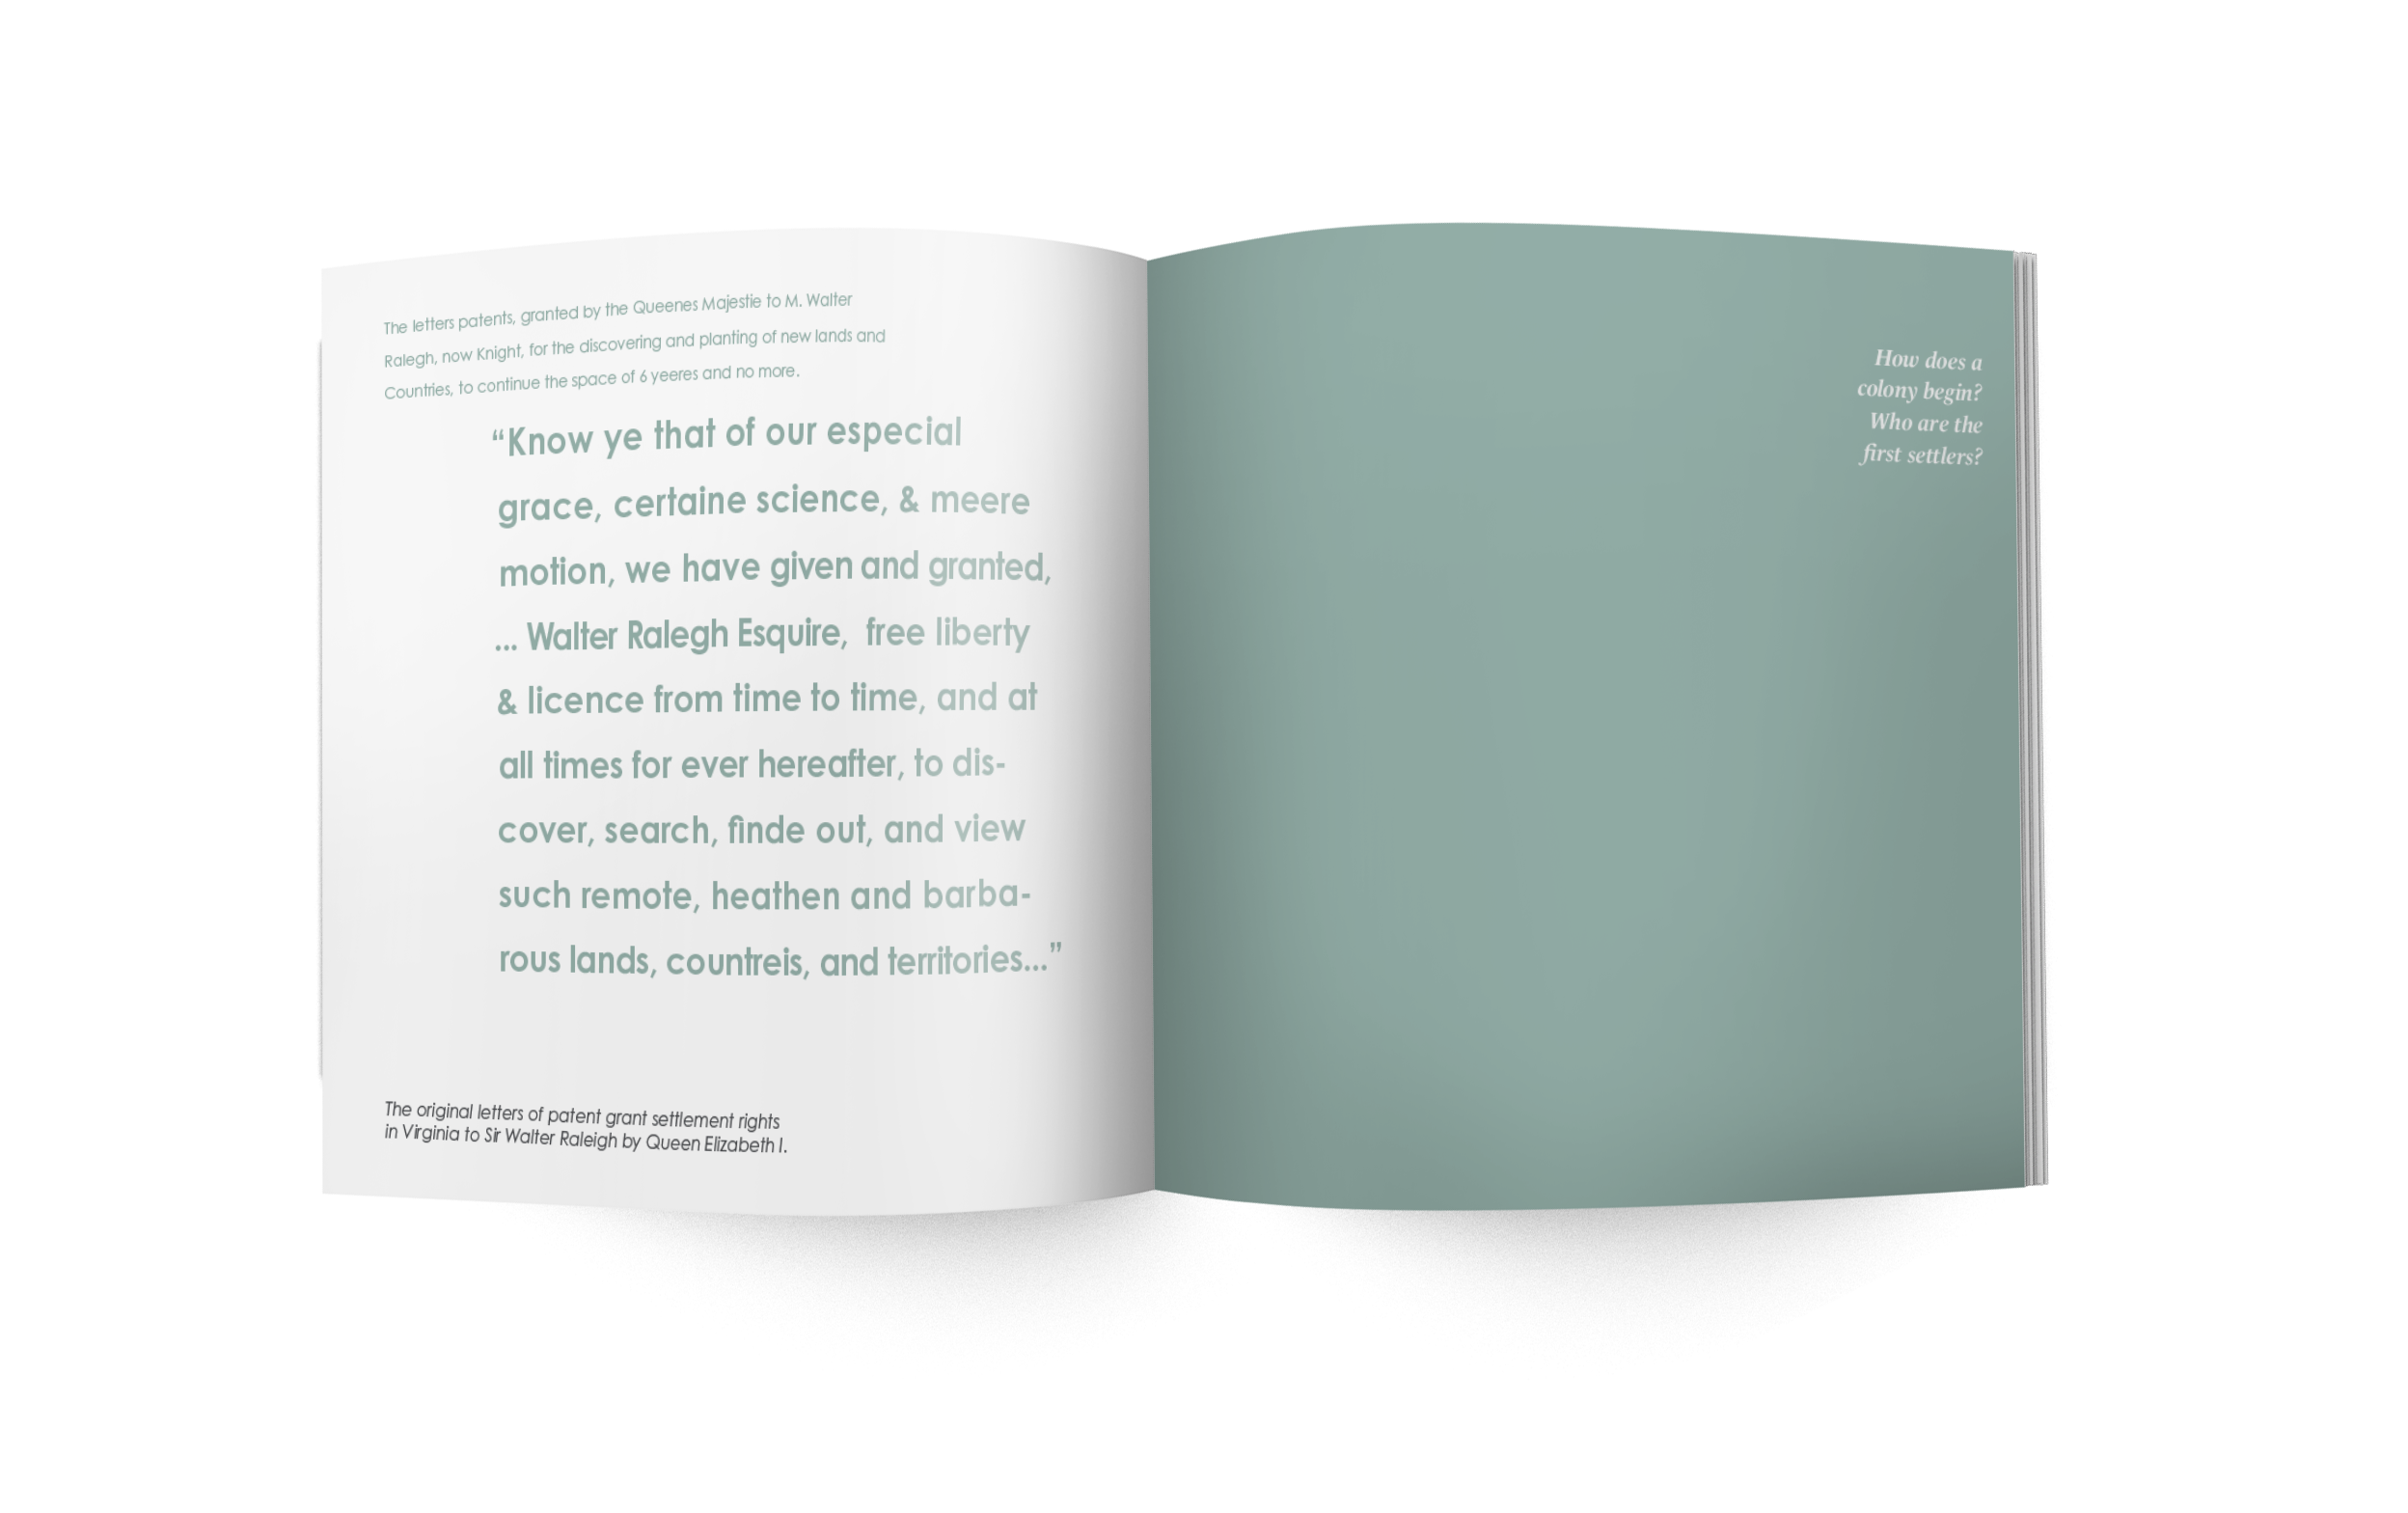 The letters patents, granted by the Queenes Majestie to M. Walter
Ralegh, now Knight, for the discovering and planting of new lands and
Countries, to continue the space of 6 yeeres and no more.
“Know ye that of our especial
grace, certaine science, & meere
motion, we have given and granted,
... Walter Ralegh Esquire, free liberty
& licence from time to time, and at
all times for ever hereafter, to dis-
cover, search, finde out, and view
such remote, heathen and barba-
rous lands, countreis, and territories...”
The original letters of patent grant settlement rights
in Virginia to Sir Walter Raleigh by Queen Elizabeth I.
How does a
colony begin?
Who are the
first settlers?